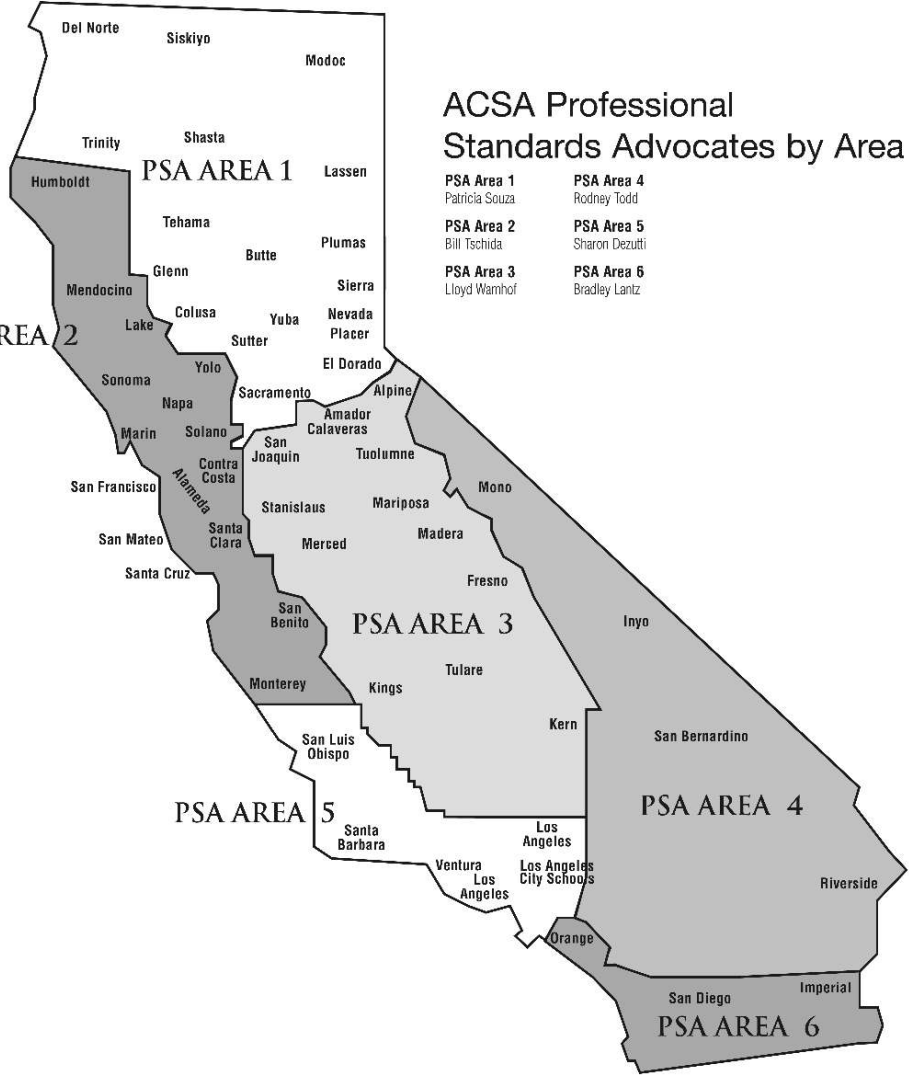 Del Norte
Siskiyo
Modoc
ACSA Professional
Standards Advocates by Area
Trinity
Shasta
PSA AREA 1
Lassen
PSA Area 1
Patricia Souza
PSA Area 4
Rodney Todd
Humboldt
PSA Area 2
Bill Tschida
PSA Area 5
Sharon Dezutti
Tehama
Butte
Plumas
PSA Area 3
Lloyd Wamhof
PSA Area 6
Bradley Lantz
Glenn
Mendocino
Sierra
Colusa
Yuba
Nevada
Placer
Lake
REA 2
Sutter
El Dorado
Yolo
Sonoma
Sacramento
Alpine
Napa
Amador
Calaveras
Marin
Solano
San
Joaquin
Tuolumne
Contra
Costa
San Francisco
Alameda
Mono
Stanislaus
Mariposa
San Mateo
Santa
Clara
Merced
Madera
Santa Cruz
Fresno
San
Benito
PSA AREA 3
Inyo
Tulare
Monterey
Kings
Kern
San Luis
Obispo
San Bernardino
PSA AREA 5
PSA AREA 4
Santa
Barbara
Los
Angeles
Ventura
Los Angeles
City Schools
Los
Angeles
Riverside
Orange
San Diego
Imperial
PSA AREA 6